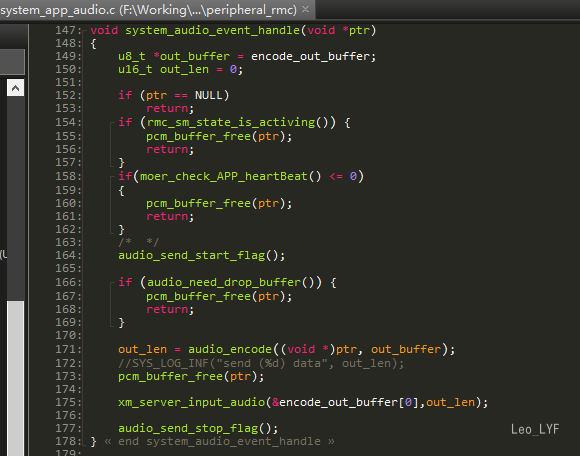 system_app_audio.c (F:\Working\...\peripheral_rmc) ×
147: void system_audio_event_handle(void *ptr)
148: {
149: u8_t *out_buffer = encode_out_buffer;
150: u16_t out_len = 0;
151:
152: if (ptr == NULL)
153: return;
154: if (rmc_sm_state_is_activing()) {
155: pcm_buffer_free(ptr);
156: return;
157: }
158: if(moer_check_APP_heartBeat() <= 0)
159: {
160: pcm_buffer_free(ptr);
161: return;
162: }
163: /* */
164: audio_send_start_flag();
165:
166: if (audio_need_drop_buffer()) {
167: pcm_buffer_free(ptr);
168: return;
169: }
170:
171: out_len = audio_encode((void *)ptr, out_buffer);
172: //SYS_LOG_INF("send (%d) data", out_len);
173: pcm_buffer_free(ptr);
174:
175: xm_server_input_audio(&encode_out_buffer[0],out_len);
176:
177: audio_send_stop_flag();
178: } « end system_audio_event_handle »
179:
Leo_LYF